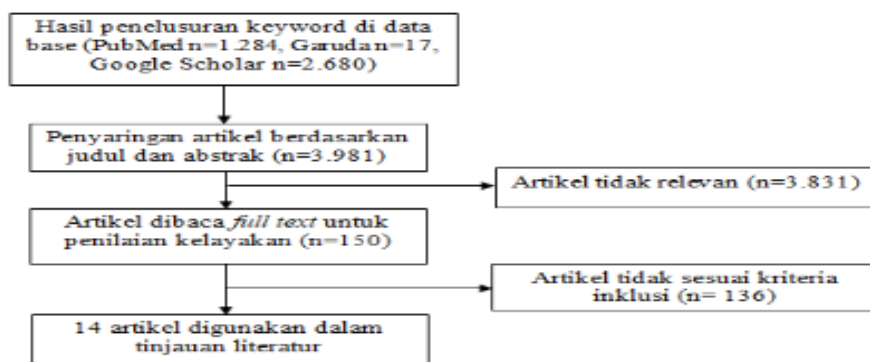 Hasil penelusuran keyword di data
base (PubMed n=1.284, Garuda n=17,
Google Scholar n=2.680)
Penyaringan artikel berdasarkan
judul dan abstrak (n=3.981)
Artikel tidak relevan (n=3.831)
Artikel dibaca full text untuk
penilaian kelayakan (n=150)
Artikel tidak sesuai kriteria
inklusi (n= 136)
14 artikel digunakan dalam
tinjauan literatur